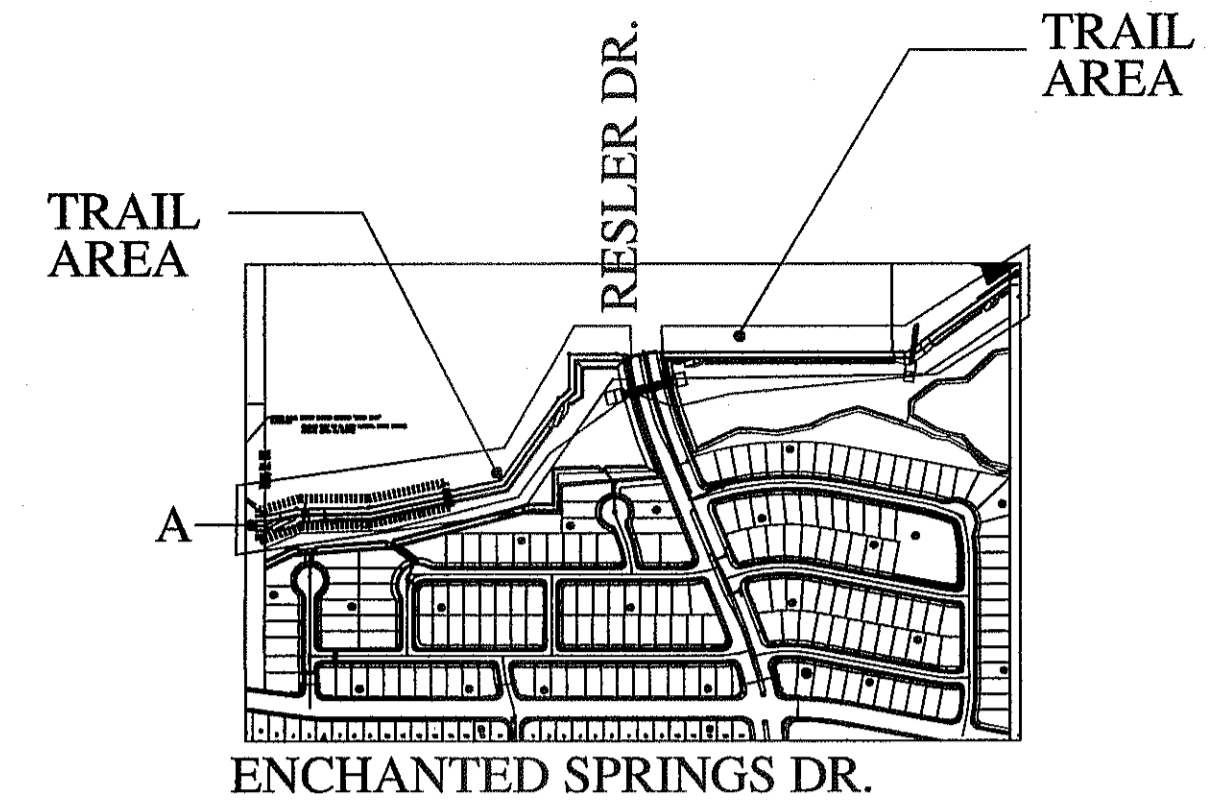 TRAIL
AREA
RESLER DR.
TRAIL
AREA
A
ENCHANTED SPRINGS DR.